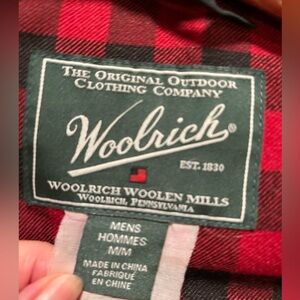 THE ORIGINAL OUTDOOR
CLOTHING COMPANY
Woolrich®
EST. 1830
WOOLRICH WOOLEN MILLS
WOOLRICH, PENNSYLVANIA
MENS
HOMMES
M/M
MADE IN CHINA
FABRIQUÉ
EN CHINE